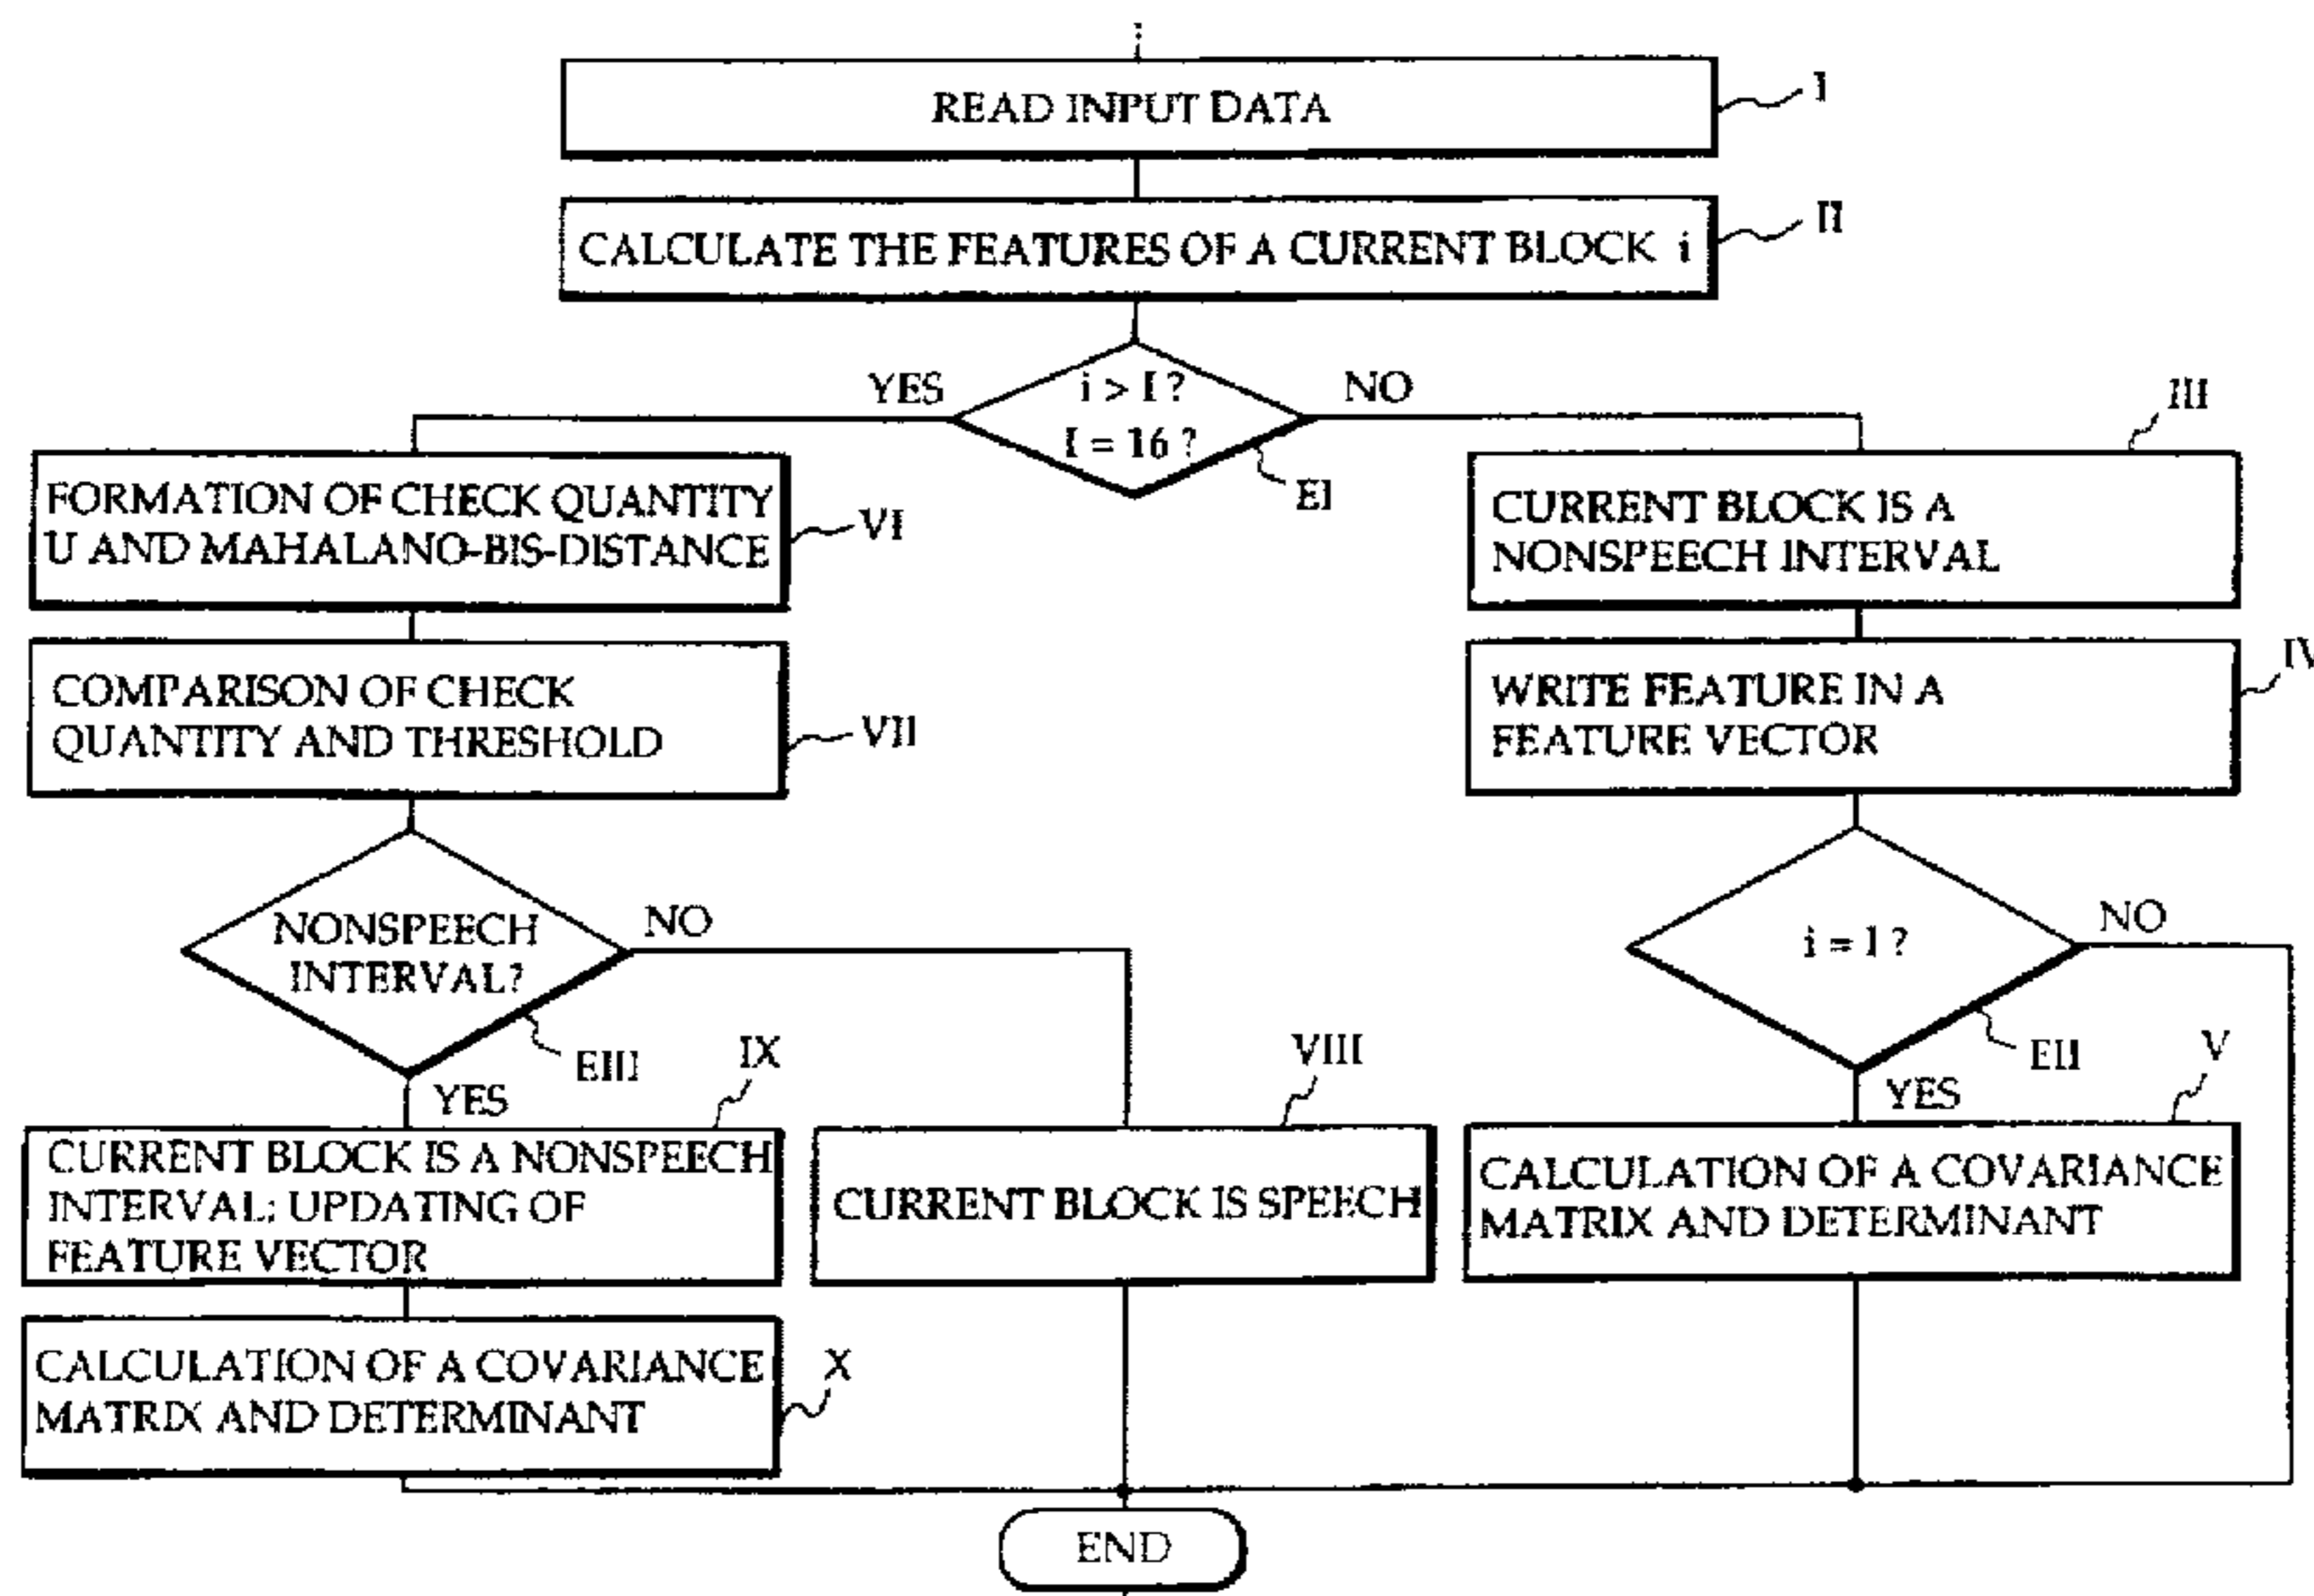 i
READ INPUT DATA
I
CALCULATE THE FEATURES OF A CURRENT BLOCK i
II
YES
i > I ?
I = 16 ?
NO
EI
III
FORMATION OF CHECK QUANTITY
U AND MAHALANO-BIS-DISTANCE
VI
CURRENT BLOCK IS A
NONSPEECH INTERVAL
COMPARISON OF CHECK
QUANTITY AND THRESHOLD
VII
WRITE FEATURE IN A
FEATURE VECTOR
IV
NONSPEECH
INTERVAL?
NO
EIII
YES
i = I ?
NO
EII
YES
IX
CURRENT BLOCK IS A NONSPEECH
INTERVAL; UPDATING OF
FEATURE VECTOR
VIII
CURRENT BLOCK IS SPEECH
V
CALCULATION OF A COVARIANCE
MATRIX AND DETERMINANT
CALCULATION OF A COVARIANCE
MATRIX AND DETERMINANT
X
END